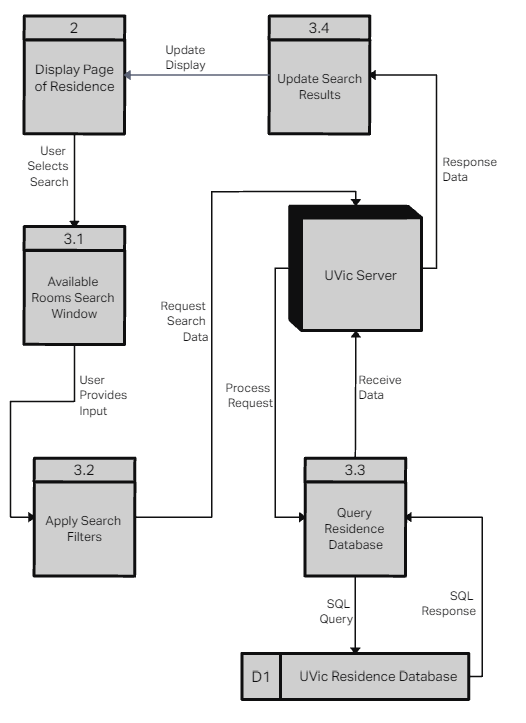 2
Display Page
of Residence
Update
Display
3.4
Update Search
Results
User
Selects
Search
Response
Data
3.1
Available
Rooms Search
Window
UVic Server
Request
Search
Data
User
Provides
Input
Process
Request
Receive
Data
3.2
Apply Search
Filters
3.3
Query
Residence
Database
SQL
Query
SQL
Response
D1
UVic Residence Database